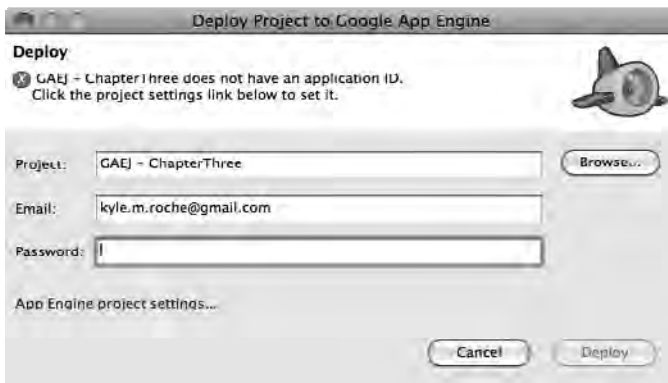 Deploy Project to Google App Engine
Deploy
GAEJ - ChapterThree does not have an application ID.
Click the project settings link below to set it.
Project: GAEJ - ChapterThree Browse...
Email: kyle.m.roche@gmail.com
Password:
App Engine project settings...
Cancel Deploy